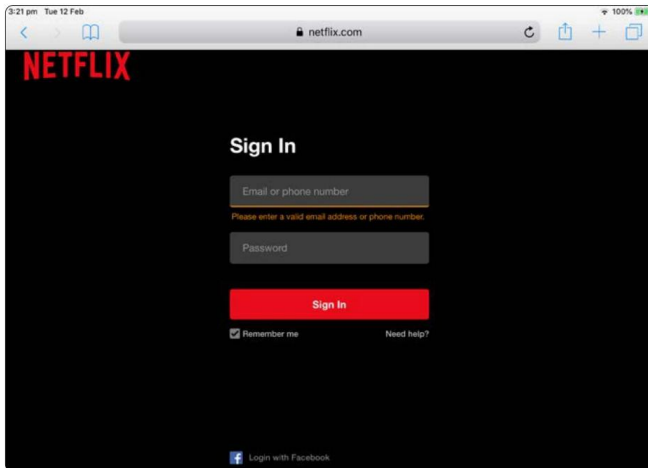 3:21 pm Tue 12 Feb
100%
netflix.com
NETFLIX
Sign In
Email or phone number
Please enter a valid email address or phone number.
Password
Sign In
Remember me Need help?
Login with Facebook